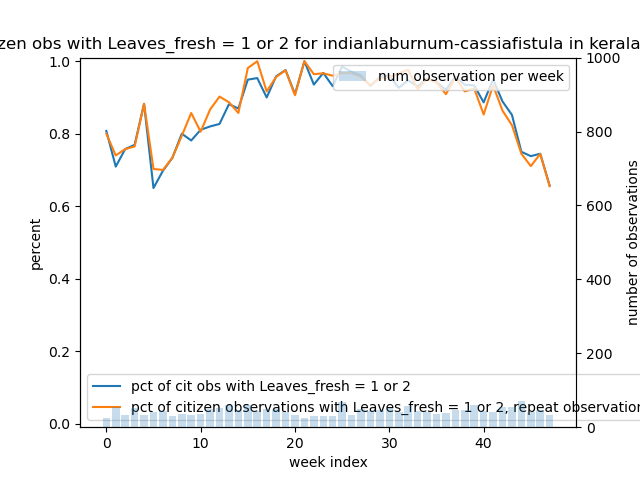 zen obs with Leaves_fresh = 1 or 2 for indianlaburnum-cassiafistula in kerala
num observation per week
pct of cit obs with Leaves_fresh = 1 or 2
pct of citizen observations with Leaves_fresh = 1 or 2, repeat observation
percent
number of observations
week index
1.0
0.8
0.6
0.4
0.2
0.0
1000
800
600
400
200
0
0
10
20
30
40